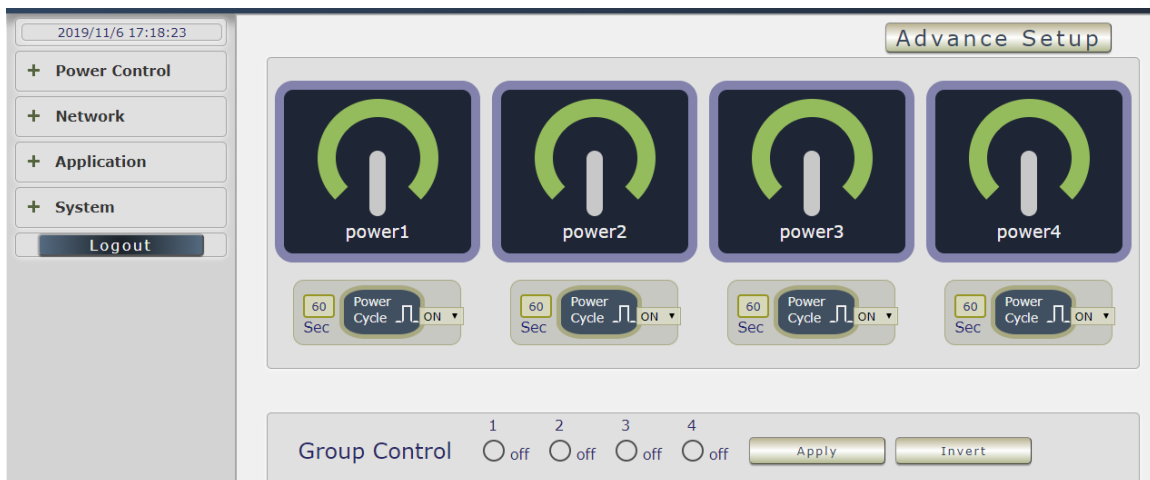 2019/11/6 17:18:23
Advance Setup
+ Power Control
+ Network
+ Application
+ System
Logout
power1 power2 power3 power4
60 Sec Power Cycle ON ▼
60 Sec Power Cycle ON ▼
60 Sec Power Cycle ON ▼
60 Sec Power Cycle ON ▼
1 2 3 4
Group Control off off off off Apply Invert